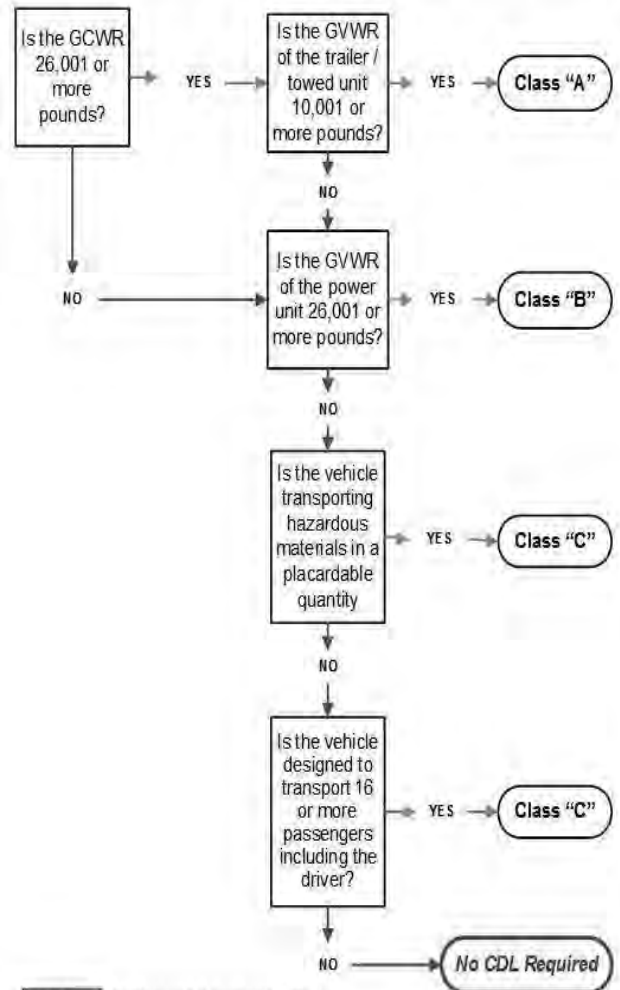 Is the GCWR
26,001 or
more
pounds?
YES
Is the GVWR
of the trailer /
towed unit
10,001 or
more pounds?
YES
Class “A”
NO
NO
Is the GVWR
of the power
unit 26,001 or
more pounds?
YES
Class “B”
NO
Is the vehicle
transporting
hazardous
materials in a
placardable
quantity
YES
Class “C”
NO
Is the vehicle
designed to
transport 16
or more
passengers
including the
driver?
YES
Class “C”
NO
No CDL Required